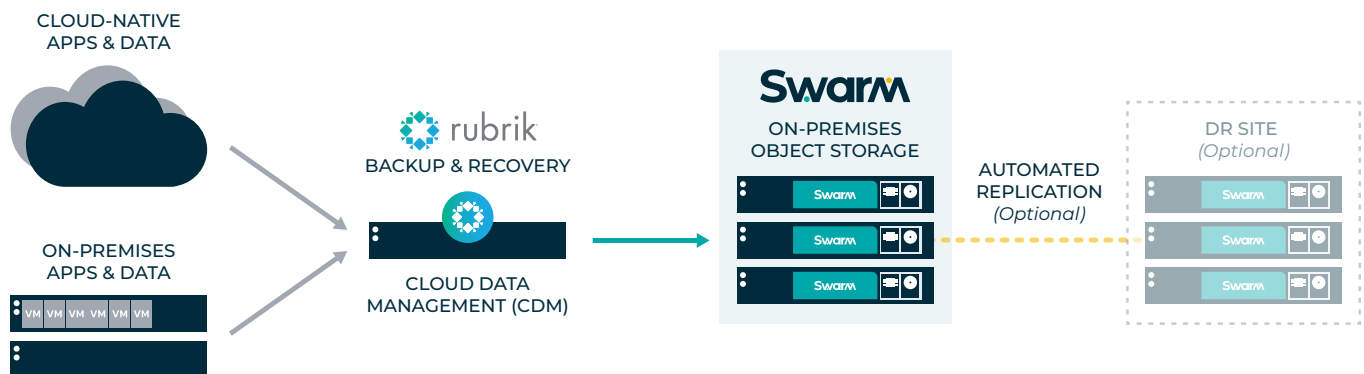 CLOUD-NATIVE
APPS & DATA
ON-PREMISES
APPS & DATA
VM VM VM VM VM VM
rubrik
BACKUP & RECOVERY
CLOUD DATA
MANAGEMENT (CDM)
Swarm
ON-PREMISES
OBJECT STORAGE
Swarm
Swarm
Swarm
AUTOMATED
REPLICATION
(Optional)
DR SITE
(Optional)
Swarm
Swarm
Swarm